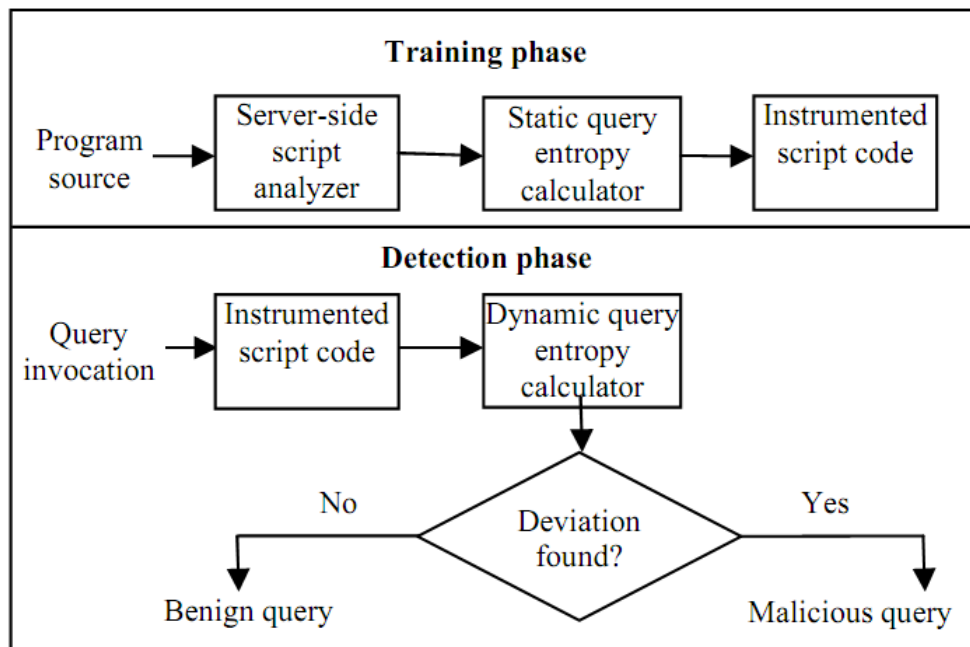 Training phase
Program
source
Server-side
script
analyzer
Static query
entropy
calculator
Instrumented
script code
Detection phase
Query
invocation
Instrumented
script code
Dynamic query
entropy
calculator
Deviation
found?
No
Yes
Benign query
Malicious query